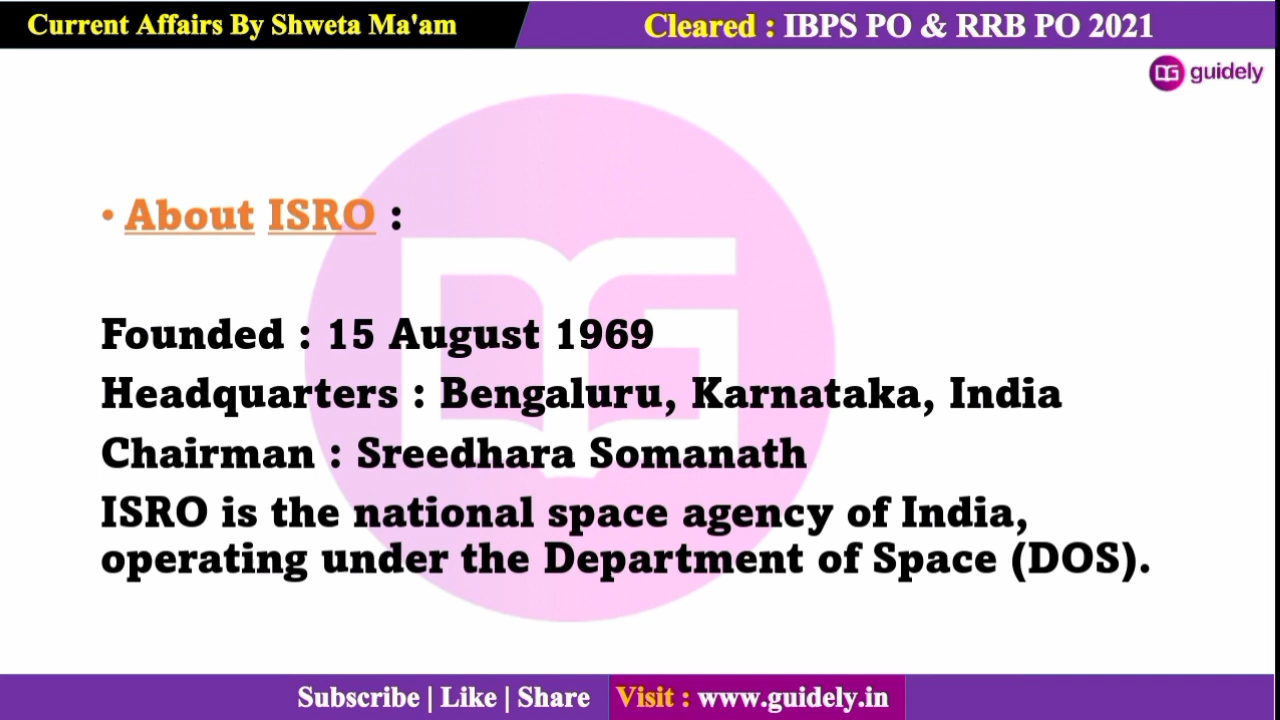 Current Affairs By Shweta Ma'am
Cleared : IBPS PO & RRB PO 2021
DG guidely
• About ISRO :
Founded : 15 August 1969
Headquarters : Bengaluru, Karnataka, India
Chairman : Sreedhara Somanath
ISRO is the national space agency of India,
operating under the Department of Space (DOS).
Subscribe | Like | Share
Visit : www.guidely.in